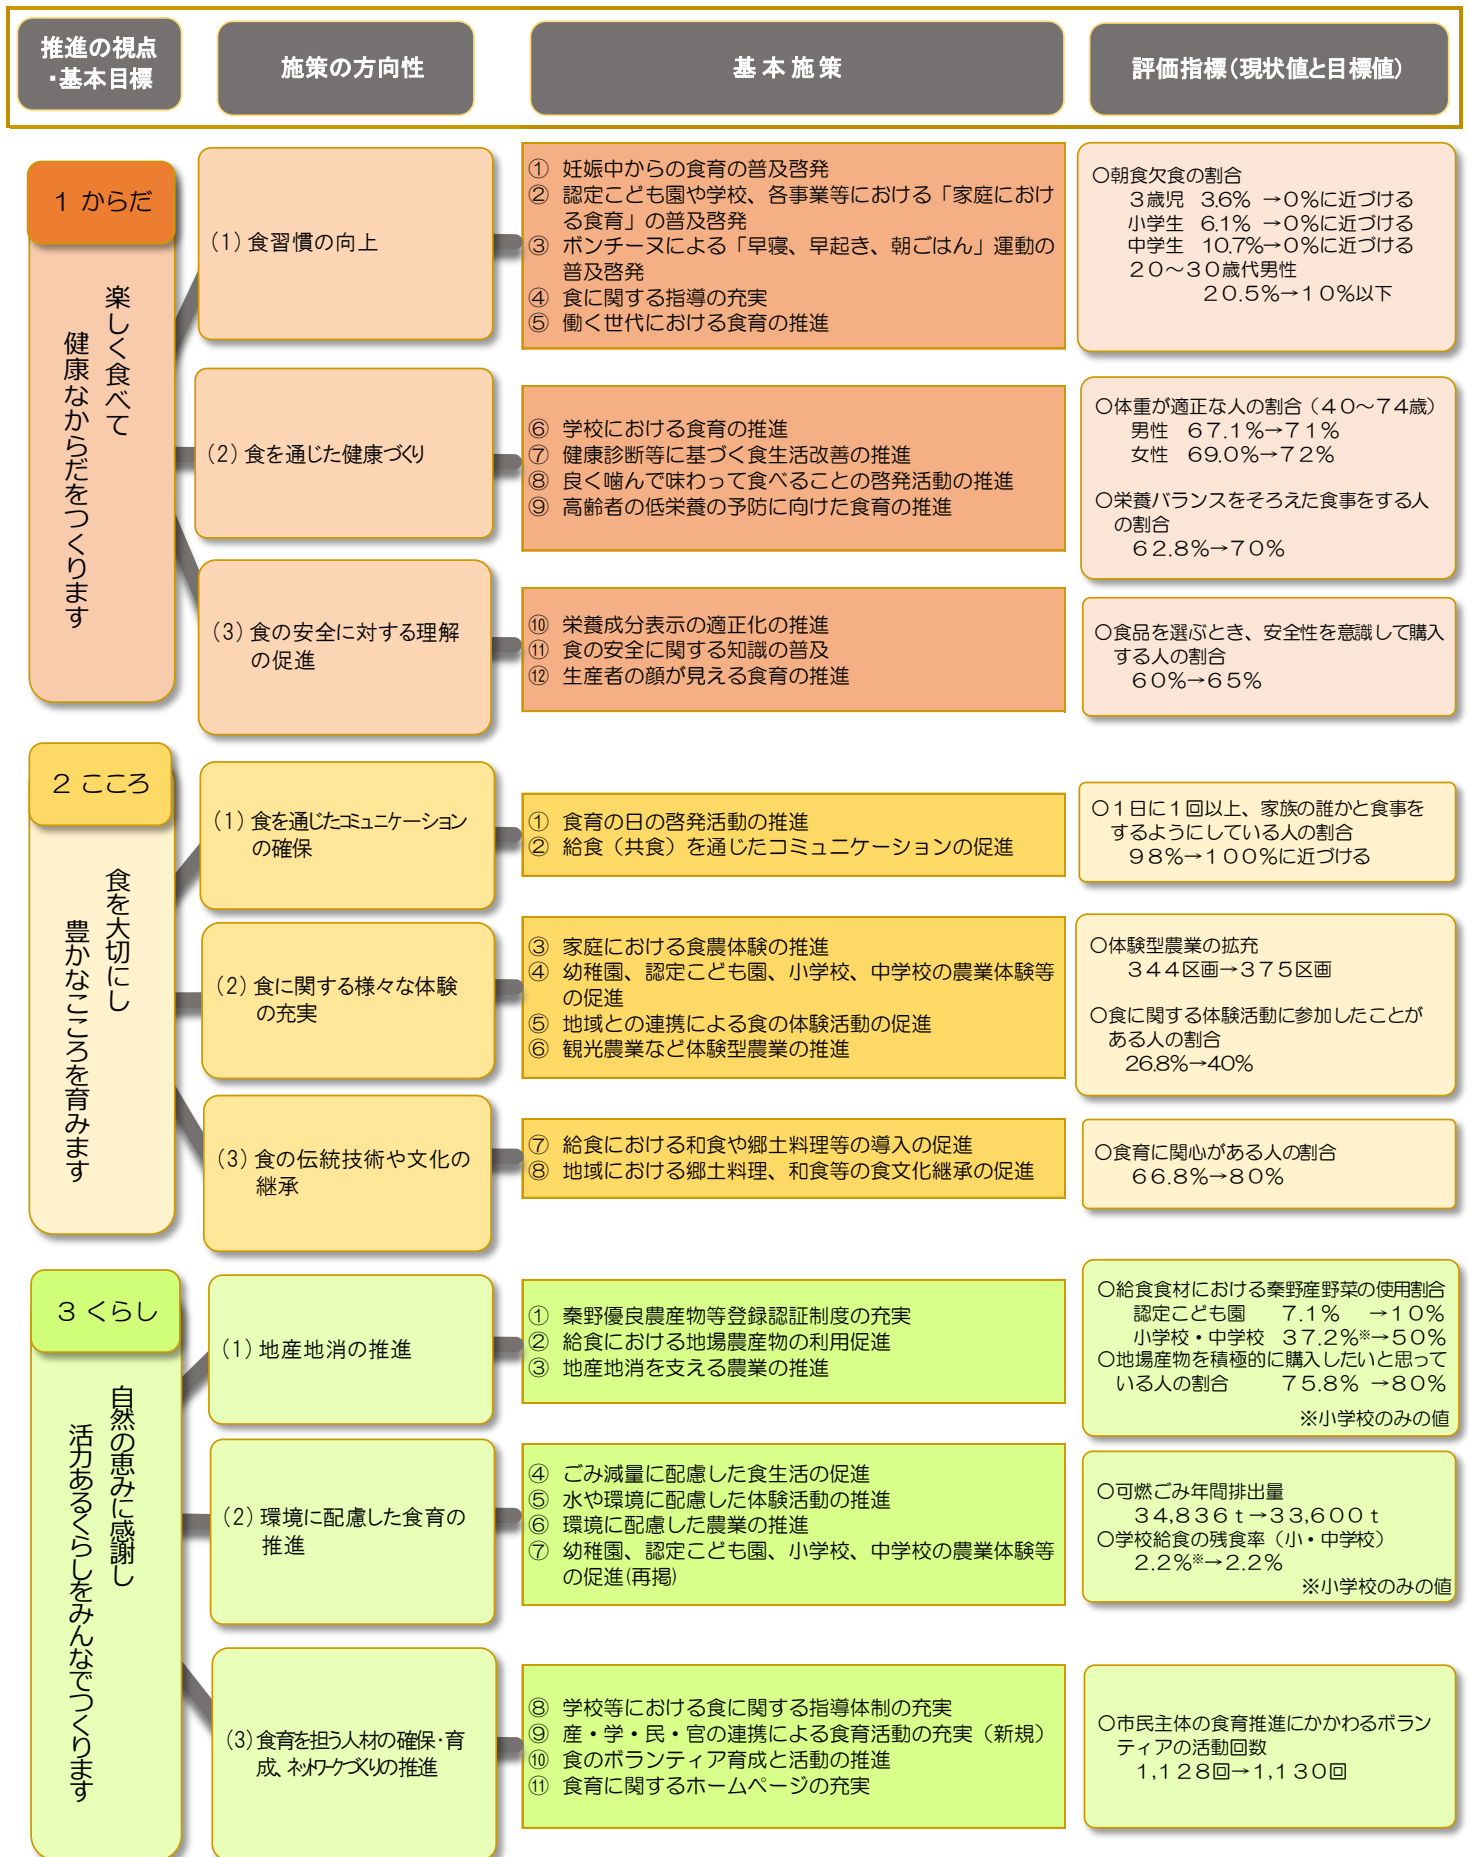 推進の視点
・基本目標
施策の方向性
基本施策
評価指標（現状値と目標値）
１ からだ
楽しく食べて
健康なからだをつくります
（１）食習慣の向上
① 妊娠中からの食育の普及啓発
② 認定こども園や学校、各事業等における「家庭におけ
る食育」の普及啓発
③ ボンチーヌによる「早寝、早起き、朝ごはん」運動の
普及啓発
④ 食に関する指導の充実
⑤ 働く世代における食育の推進
〇朝食欠食の割合
３歳児 3.6% →０％に近づける
小学生 6.1% →０％に近づける
中学生 10.7%→０％に近づける
２０～３０歳代男性
２０.５％→１０％以下
（２）食を通じた健康づくり
⑥ 学校における食育の推進
⑦ 健康診断等に基づく食生活改善の推進
⑧ 良く噛んで味わって食べることの啓発活動の推進
⑨ 高齢者の低栄養の予防に向けた食育の推進
〇体重が適正な人の割合（４０～７４歳）
男性 ６７.１％→７１％
女性 ６９.０％→７２％
〇栄養バランスをそろえた食事をする人
の割合
６２.８％→７０％
（３）食の安全に対する理解
の促進
⑩ 栄養成分表示の適正化の推進
⑪ 食の安全に関する知識の普及
⑫ 生産者の顔が見える食育の推進
〇食品を選ぶとき、安全性を意識して購入
する人の割合
６０％→６５％
２ こころ
食を大切にし
豊かなこころを育みます
（１）食を通じたコミュニケーション
の確保
① 食育の日の啓発活動の推進
② 給食（共食）を通じたコミュニケーションの促進
〇１日に１回以上、家族の誰かと食事を
するようにしている人の割合
９８％→１００％に近づける
（２）食に関する様々な体験
の充実
③ 家庭における食農体験の推進
④ 幼稚園、認定こども園、小学校、中学校の農業体験等
の促進
⑤ 地域との連携による食の体験活動の促進
⑥ 観光農業など体験型農業の推進
〇体験型農業の拡充
３４４区画→３７５区画
〇食に関する体験活動に参加したことが
ある人の割合
26.8%→40%
（３）食の伝統技術や文化の
継承
⑦ 給食における和食や郷土料理等の導入の促進
⑧ 地域における郷土料理、和食等の食文化継承の促進
〇食育に関心がある人の割合
６６.８％→８０％
３ くらし
自然の恵みに感謝し
活力あるくらしをみんなでつくります
（１）地産地消の推進
① 秦野優良農産物等登録認証制度の充実
② 給食における地場農産物の利用促進
③ 地産地消を支える農業の推進
〇給食食材における秦野産野菜の使用割合
認定こども園 ７.１％ →１０％
小学校・中学校 ３７.２％※→５０％
〇地場産物を積極的に購入したいと思って
いる人の割合 ７５.８％ →８０％
※小学校のみの値
（２）環境に配慮した食育の
推進
④ ごみ減量に配慮した食生活の促進
⑤ 水や環境に配慮した体験活動の推進
⑥ 環境に配慮した農業の推進
⑦ 幼稚園、認定こども園、小学校、中学校の農業体験等
の促進(再掲)
〇可燃ごみ年間排出量
３４,８３６ｔ→３３,６００ｔ
〇学校給食の残食率（小・中学校）
２.２％※→２.２％
※小学校のみの値
（３）食育を担う人材の確保・育
成、ネットワークづくりの推進
⑧ 学校等における食に関する指導体制の充実
⑨ 産・学・民・官の連携による食育活動の充実（新規）
⑩ 食のボランティア育成と活動の推進
⑪ 食育に関するホームページの充実
〇市民主体の食育推進にかかわるボラン
ティアの活動回数
１,１２８回→１,１３０回